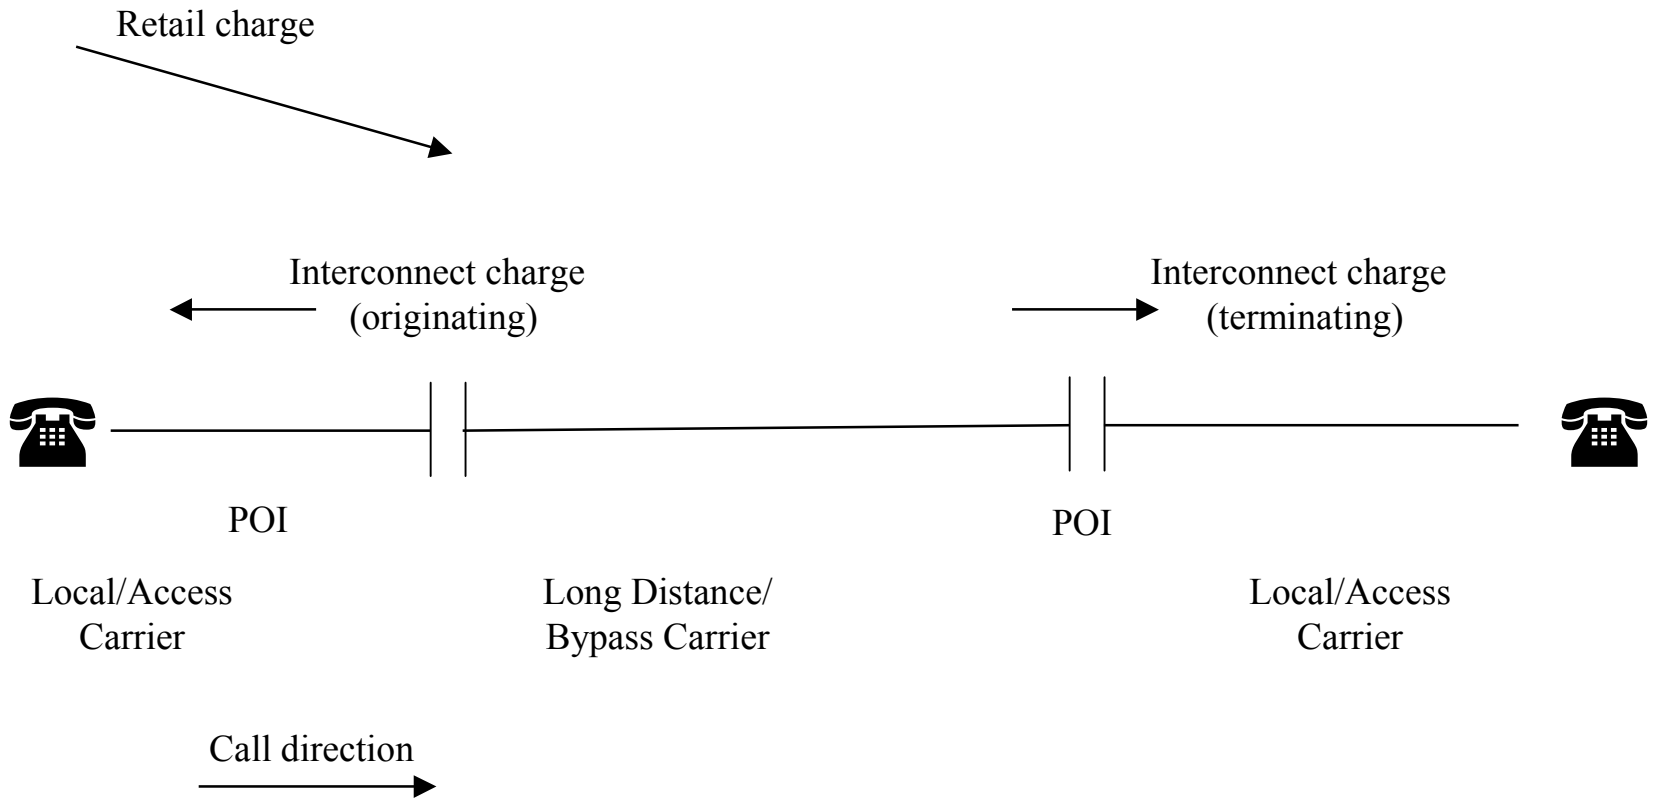 Retail charge
Interconnect charge
(originating)
Interconnect charge
(terminating)
POI
POI
Local/Access
Carrier
Long Distance/
Bypass Carrier
Local/Access
Carrier
Call direction